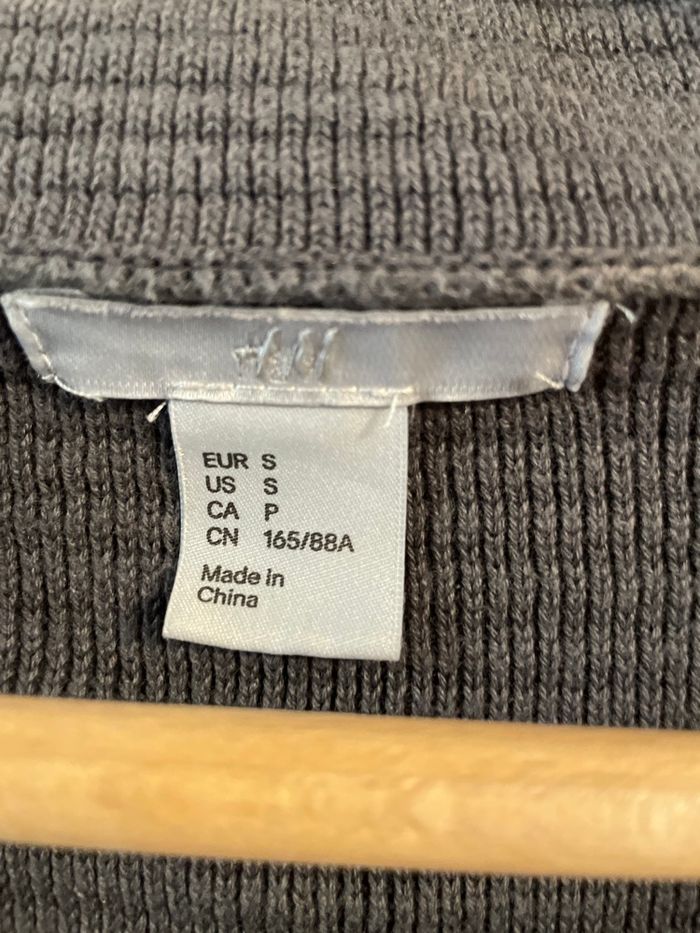 H&M
EUR S
US S
CA P
CN 165/88A
Made in
China